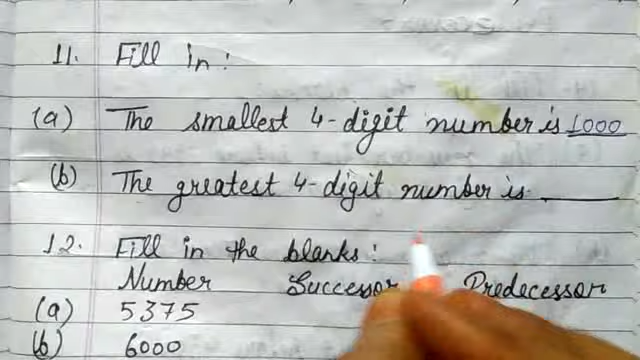 11. Fill in:
(a) The smallest 4-digit number is 1000
(b) The greatest 4-digit number is ____
12. Fill in the blanks:
Number Successor Predecessor
(a) 5375
(b) 6000